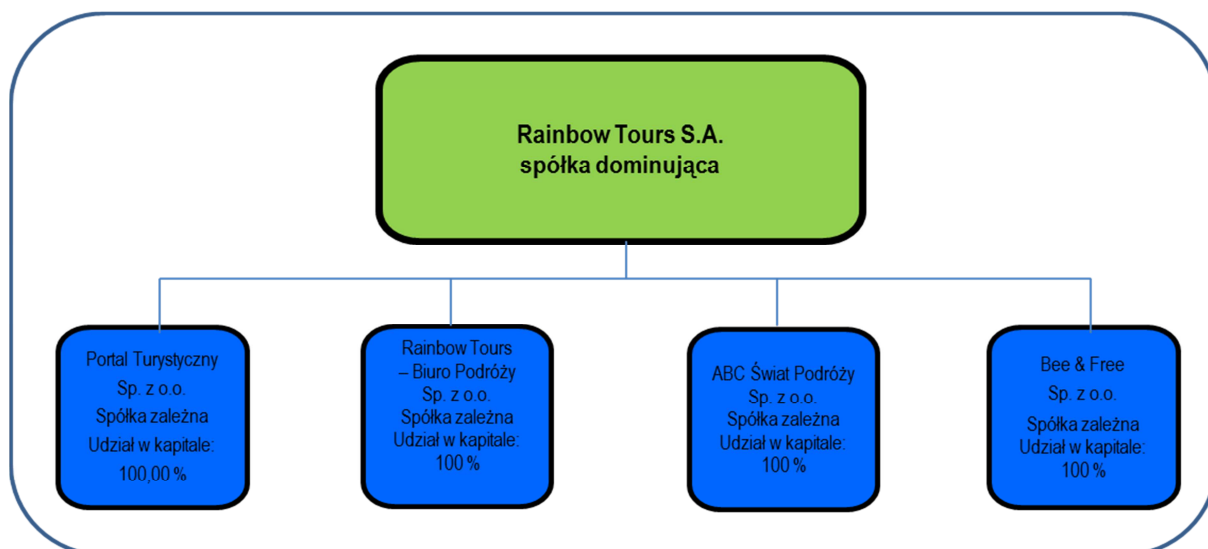 Rainbow Tours S.A.
spółka dominująca
Portal Turystyczny
Sp. z o.o.
Spółka zależna
Udział w kapitale:
100,00 %
Rainbow Tours
– Biuro Podróży
Sp. z o.o.
Spółka zależna
Udział w kapitale:
100 %
ABC Świat Podróży
Sp. z o.o.
Spółka zależna
Udział w kapitale:
100 %
Bee & Free
Sp. z o.o.
Spółka zależna
Udział w kapitale:
100 %